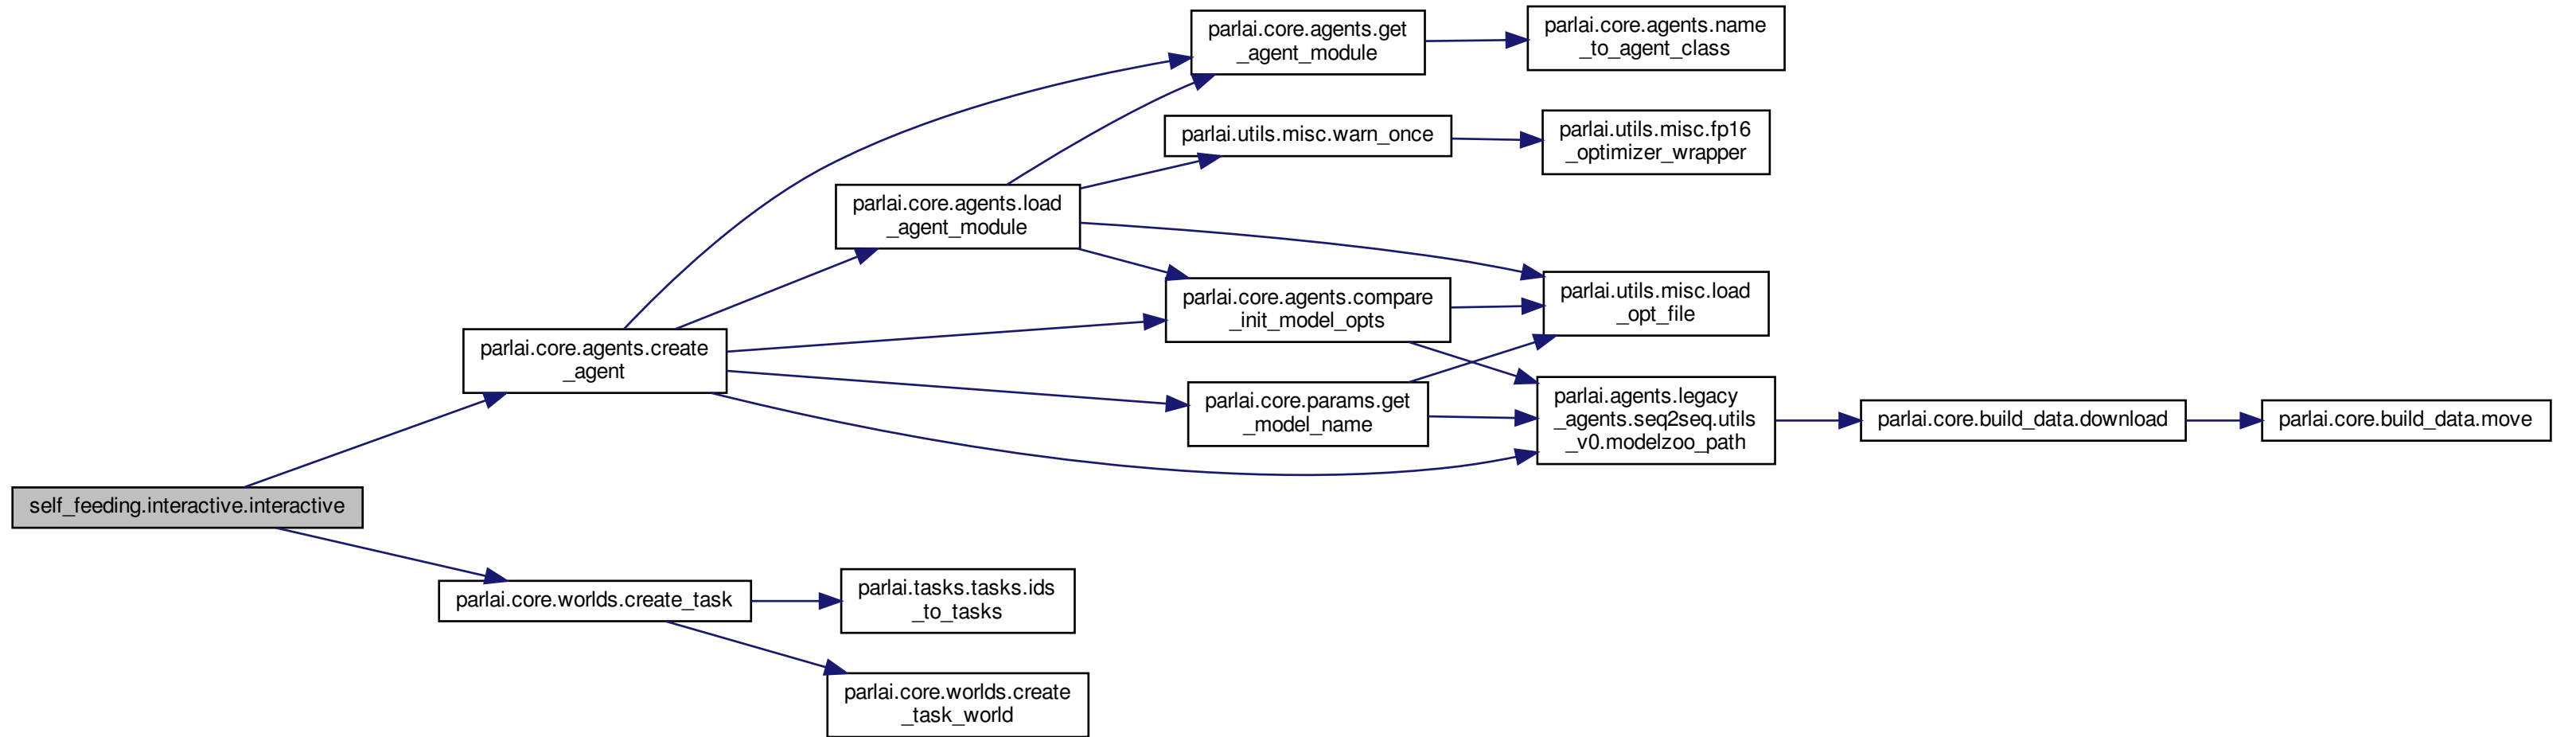 parlai.core.agents.get
_agent_module
parlai.core.agents.name
_to_agent_class
parlai.utils.misc.warn_once
parlai.utils.misc.fp16
_optimizer_wrapper
parlai.core.agents.load
_agent_module
parlai.core.agents.compare
_init_model_opts
parlai.utils.misc.load
_opt_file
parlai.core.agents.create
_agent
parlai.core.params.get
_model_name
parlai.agents.legacy
_agents.seq2seq.utils
_v0.modelzoo_path
parlai.core.build_data.download
parlai.core.build_data.move
self_feeding.interactive.interactive
parlai.core.worlds.create_task
parlai.tasks.tasks.ids
_to_tasks
parlai.core.worlds.create
_task_world